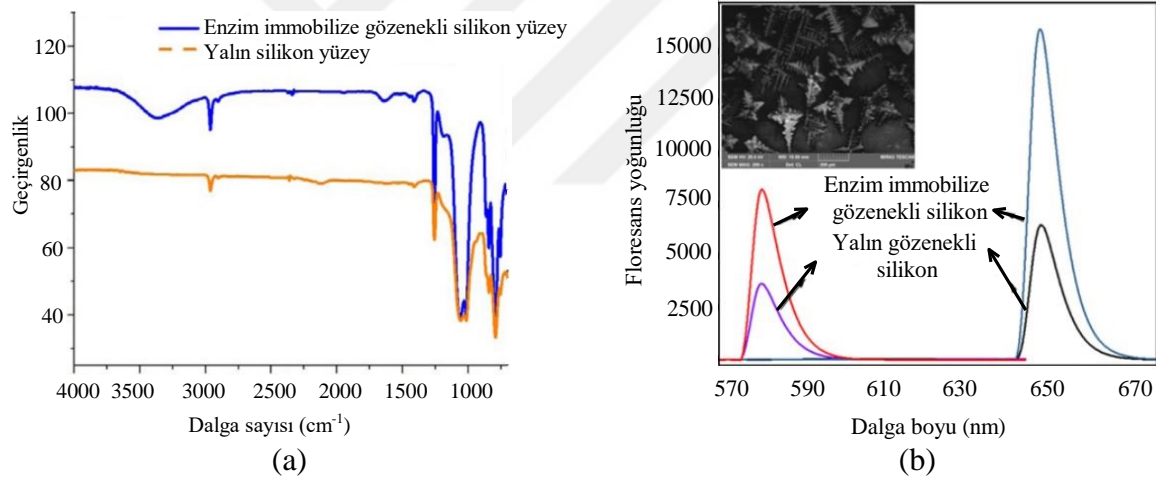 Enzim immobilize gözenekli silikon yüzey
Yalın silikon yüzey
Geçirgenlik
120
100
80
60
40
4000 3500 3000 2500 2000 1500 1000
Dalga sayısı (cm-1)
(a)
Floresans yoğunluğu
15000
12500
10000
7500
5000
2500
Enzim immobilize
gözenekli silikon
Yalın gözenekli
silikon
570 590 610 630 650 670
Dalga boyu (nm)
(b)